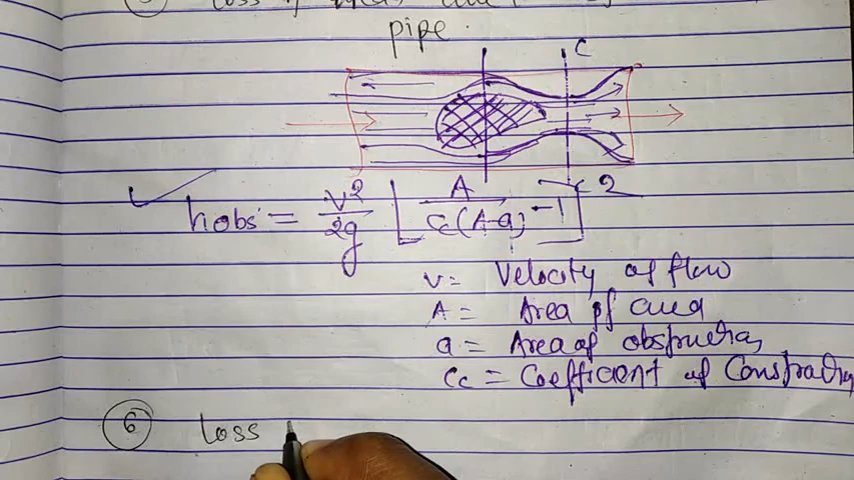 pipe.
C
hobs = V²/2g [A/Cc(A-a) - 1]²
v = Velocity of flow
A = Area of area
a = Area of obstruction
Cc = Coefficient of Constraction
6 Loss